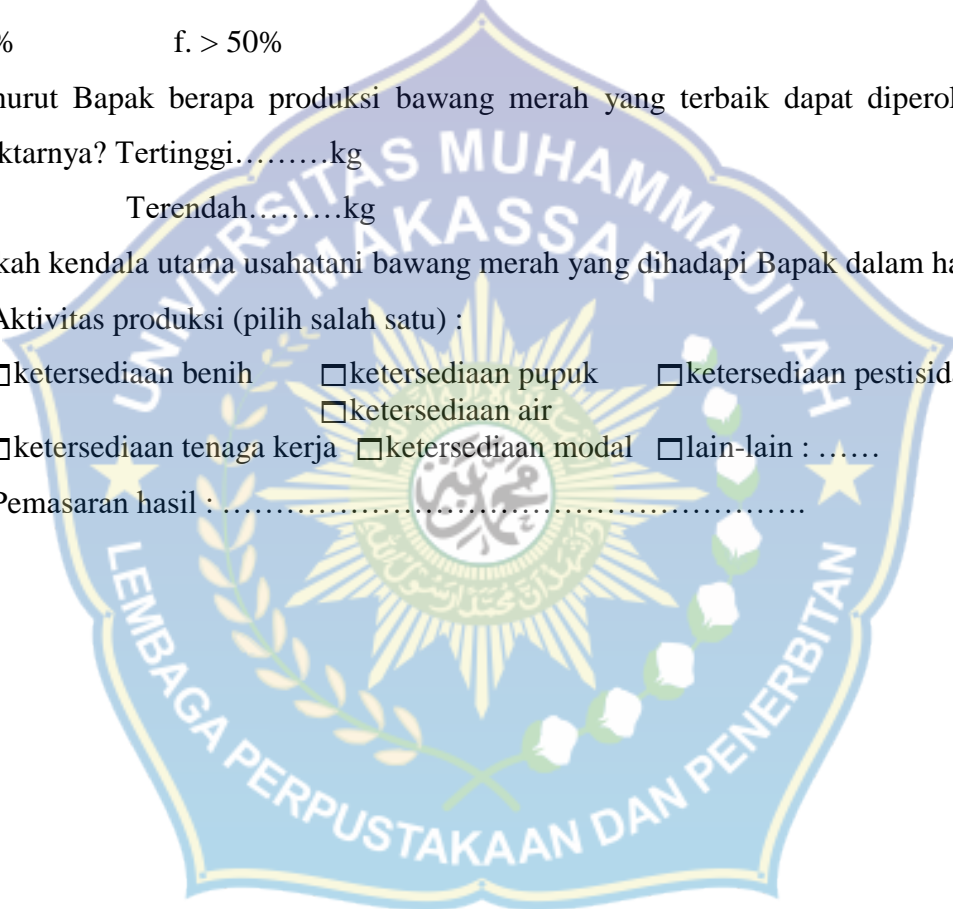 % f. > 50%
nurut Bapak berapa produksi bawang merah yang terbaik dapat diperol
ktarnya? Tertinggi………kg
Terendah………kg
kah kendala utama usahatani bawang merah yang dihadapi Bapak dalam ha
Aktivitas produksi (pilih salah satu) :
□ketersediaan benih □ketersediaan pupuk □ketersediaan pestisid
□ketersediaan air
□ketersediaan tenaga kerja □ketersediaan modal □lain-lain : ……
Pemasaran hasil : ……………………………………………….
UNIVERSITAS MUHAMMADIYAH
MAKASSAR
LEMBAGA PERPUSTAKAAN DAN PENERBITAN